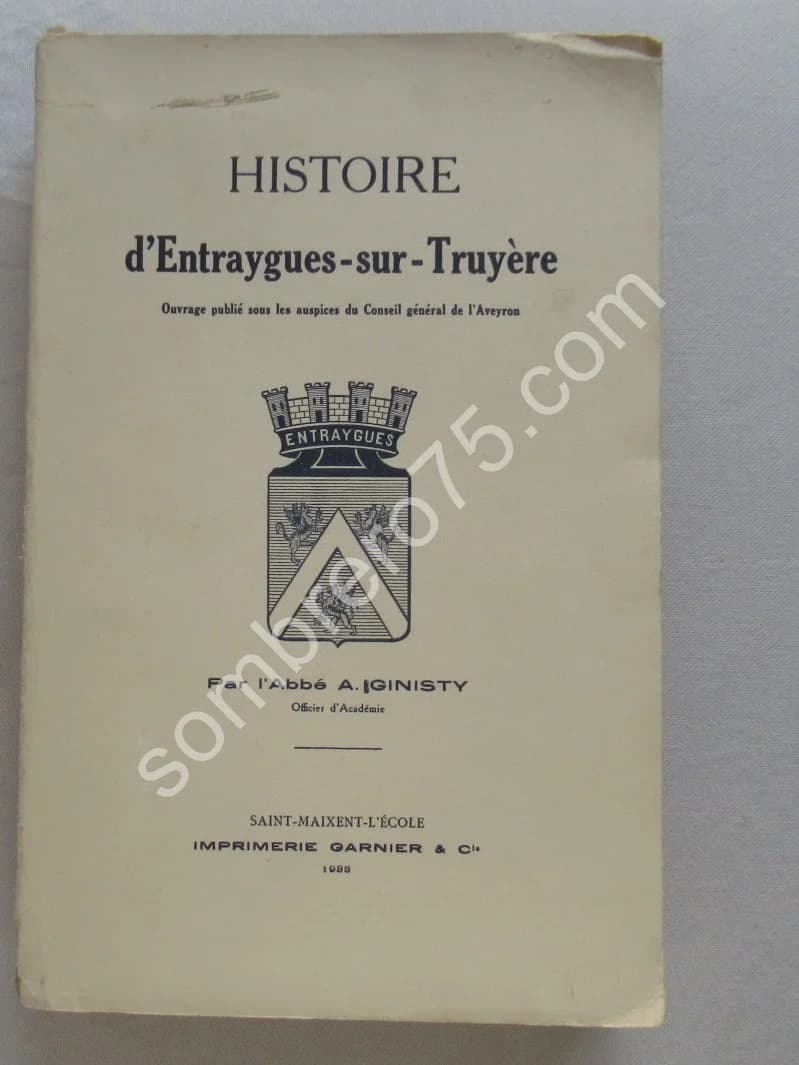 HISTOIRE
d'Entraygues-sur-Truyère
Ouvrage publié sous les auspices du Conseil général de l'Aveyron
ENTRAYGUES
Par l'Abbé A. GINISTY
Officier d'Académie
SAINT-MAIXENT-L'ÉCOLE
IMPRIMERIE GARNIER & Cie
sombrero75.com